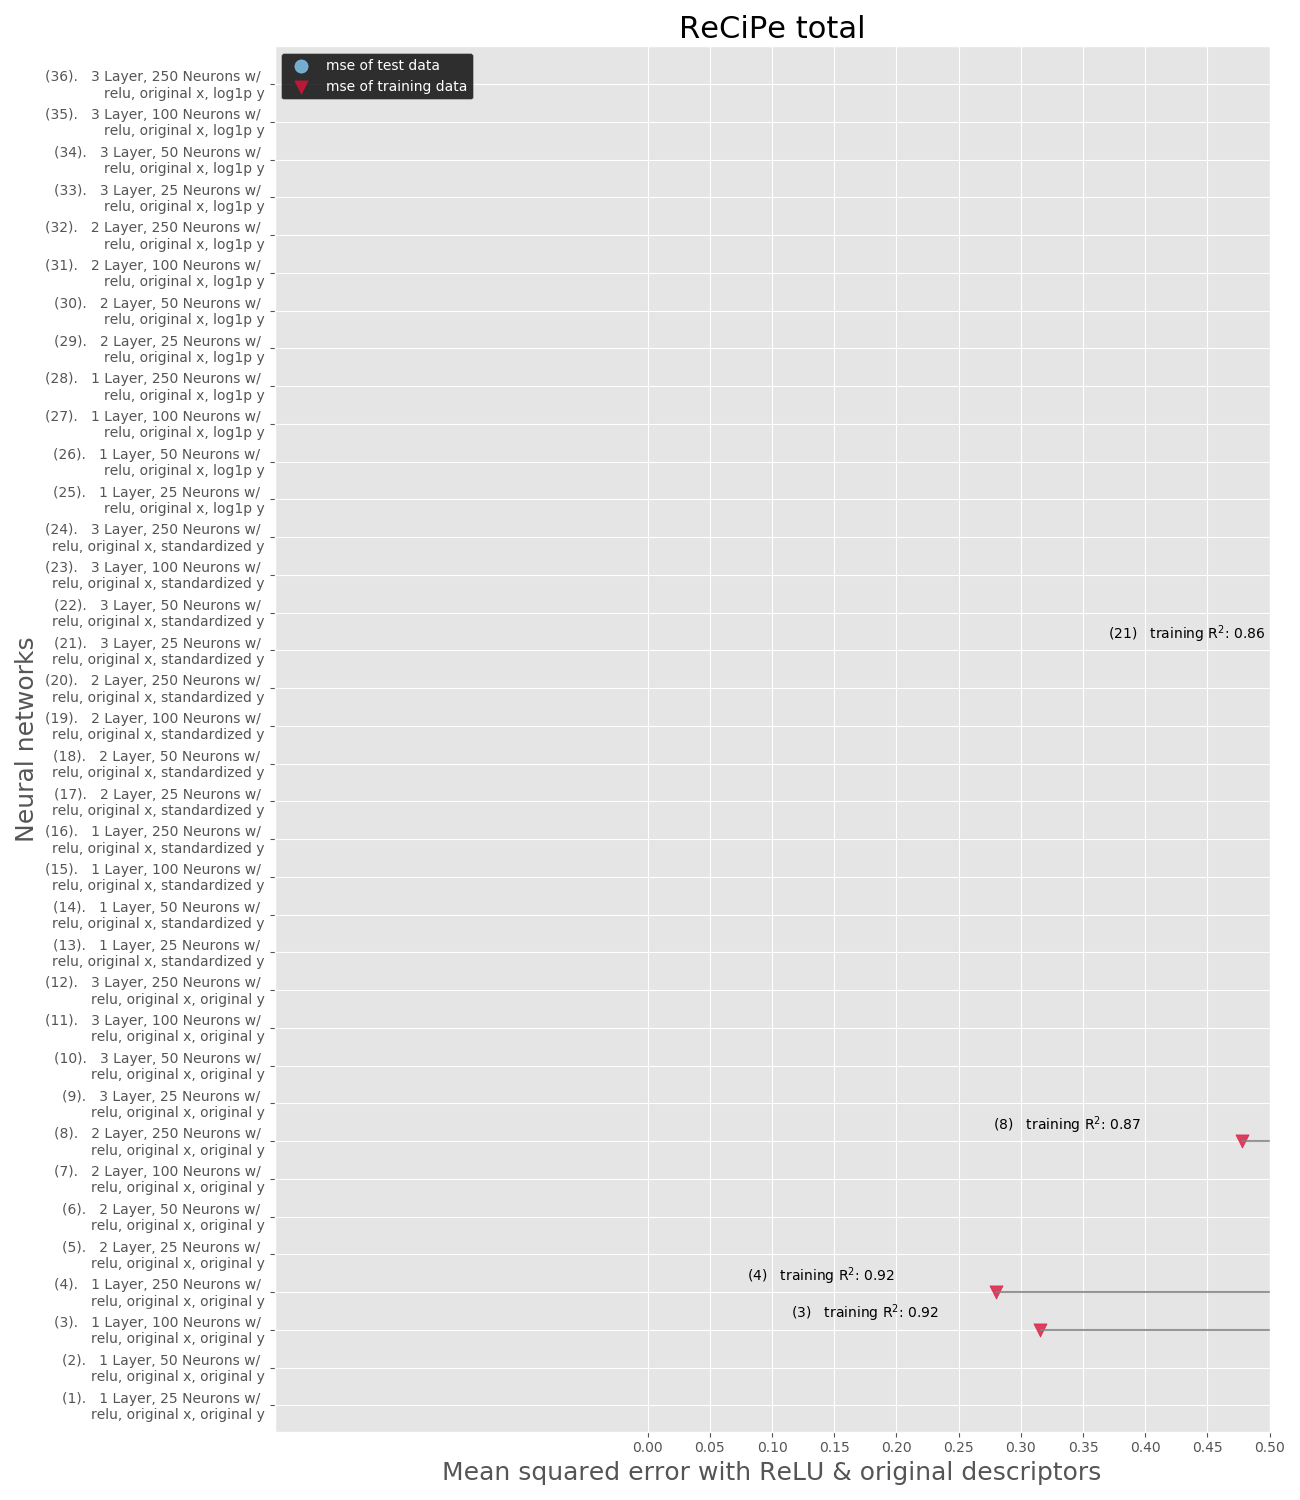 ReCiPe total
mse of test data
mse of training data
(36).   3 Layer, 250 Neurons w/
relu, original x, log1p y
(35).   3 Layer, 100 Neurons w/
relu, original x, log1p y
(34).   3 Layer, 50 Neurons w/
relu, original x, log1p y
(33).   3 Layer, 25 Neurons w/
relu, original x, log1p y
(32).   2 Layer, 250 Neurons w/
relu, original x, log1p y
(31).   2 Layer, 100 Neurons w/
relu, original x, log1p y
(30).   2 Layer, 50 Neurons w/
relu, original x, log1p y
(29).   2 Layer, 25 Neurons w/
relu, original x, log1p y
(28).   1 Layer, 250 Neurons w/
relu, original x, log1p y
(27).   1 Layer, 100 Neurons w/
relu, original x, log1p y
(26).   1 Layer, 50 Neurons w/
relu, original x, log1p y
(25).   1 Layer, 25 Neurons w/
relu, original x, log1p y
(24).   3 Layer, 250 Neurons w/
relu, original x, standardized y
(23).   3 Layer, 100 Neurons w/
relu, original x, standardized y
(22).   3 Layer, 50 Neurons w/
relu, original x, standardized y
(21)   training R²: 0.86
(21).   3 Layer, 25 Neurons w/
relu, original x, standardized y
(20).   2 Layer, 250 Neurons w/
relu, original x, standardized y
(19).   2 Layer, 100 Neurons w/
relu, original x, standardized y
(18).   2 Layer, 50 Neurons w/
relu, original x, standardized y
(17).   2 Layer, 25 Neurons w/
relu, original x, standardized y
(16).   1 Layer, 250 Neurons w/
relu, original x, standardized y
(15).   1 Layer, 100 Neurons w/
relu, original x, standardized y
(14).   1 Layer, 50 Neurons w/
relu, original x, standardized y
(13).   1 Layer, 25 Neurons w/
relu, original x, standardized y
(12).   3 Layer, 250 Neurons w/
relu, original x, original y
(11).   3 Layer, 100 Neurons w/
relu, original x, original y
(10).   3 Layer, 50 Neurons w/
relu, original x, original y
(9).   3 Layer, 25 Neurons w/
relu, original x, original y
(8)   training R²: 0.87
(8).   2 Layer, 250 Neurons w/
relu, original x, original y
(7).   2 Layer, 100 Neurons w/
relu, original x, original y
(6).   2 Layer, 50 Neurons w/
relu, original x, original y
(5).   2 Layer, 25 Neurons w/
relu, original x, original y
(4)   training R²: 0.92
(4).   1 Layer, 250 Neurons w/
relu, original x, original y
(3)   training R²: 0.92
(3).   1 Layer, 100 Neurons w/
relu, original x, original y
(2).   1 Layer, 50 Neurons w/
relu, original x, original y
(1).   1 Layer, 25 Neurons w/
relu, original x, original y
Neural networks
0.00 0.05 0.10 0.15 0.20 0.25 0.30 0.35 0.40 0.45 0.50
Mean squared error with ReLU & original descriptors